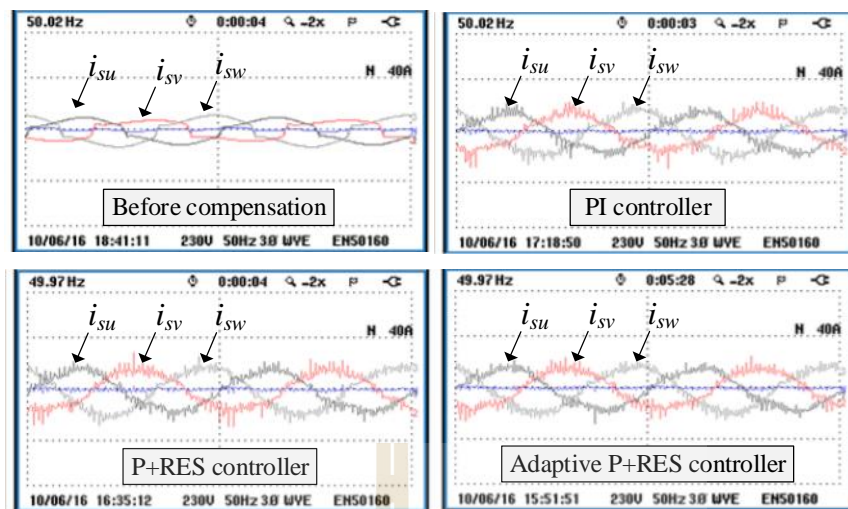 50.02 Hz 0:00:04 -2x P
isu isv isw
N 40A
Before compensation
10/06/16 18:41:11 230V 50Hz 3Ø WYE EN50160
50.02 Hz 0:00:03 -2x P
isu isv isw
N 40A
PI controller
10/06/16 17:18:50 230V 50Hz 3Ø WYE EN50160
49.97 Hz 0:00:04 -2x P
isu isv isw
N 40A
P+RES controller
10/06/16 16:35:12 230V 50Hz 3Ø WYE EN50160
49.97 Hz 0:05:28 -2x P
isu isv isw
N 40A
Adaptive P+RES controller
10/06/16 15:51:51 230V 50Hz 3Ø WYE EN50160